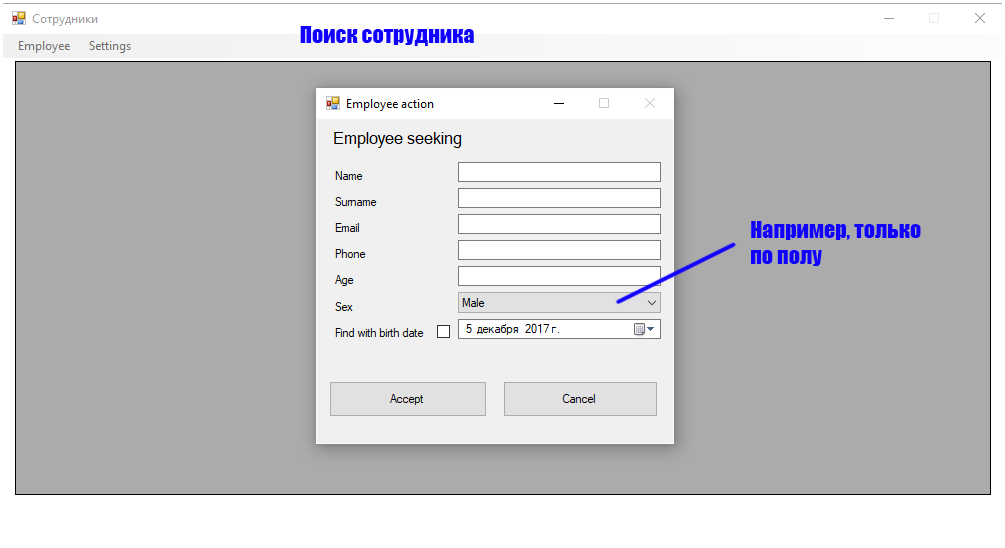 Сотрудники
Поиск сотрудника
Employee Settings
Employee action
Employee seeking
Name
Surname
Email
Phone
Age
Sex Male
Find with birth date 5 декабря 2017 г.
Accept Cancel
Например, только
по полу